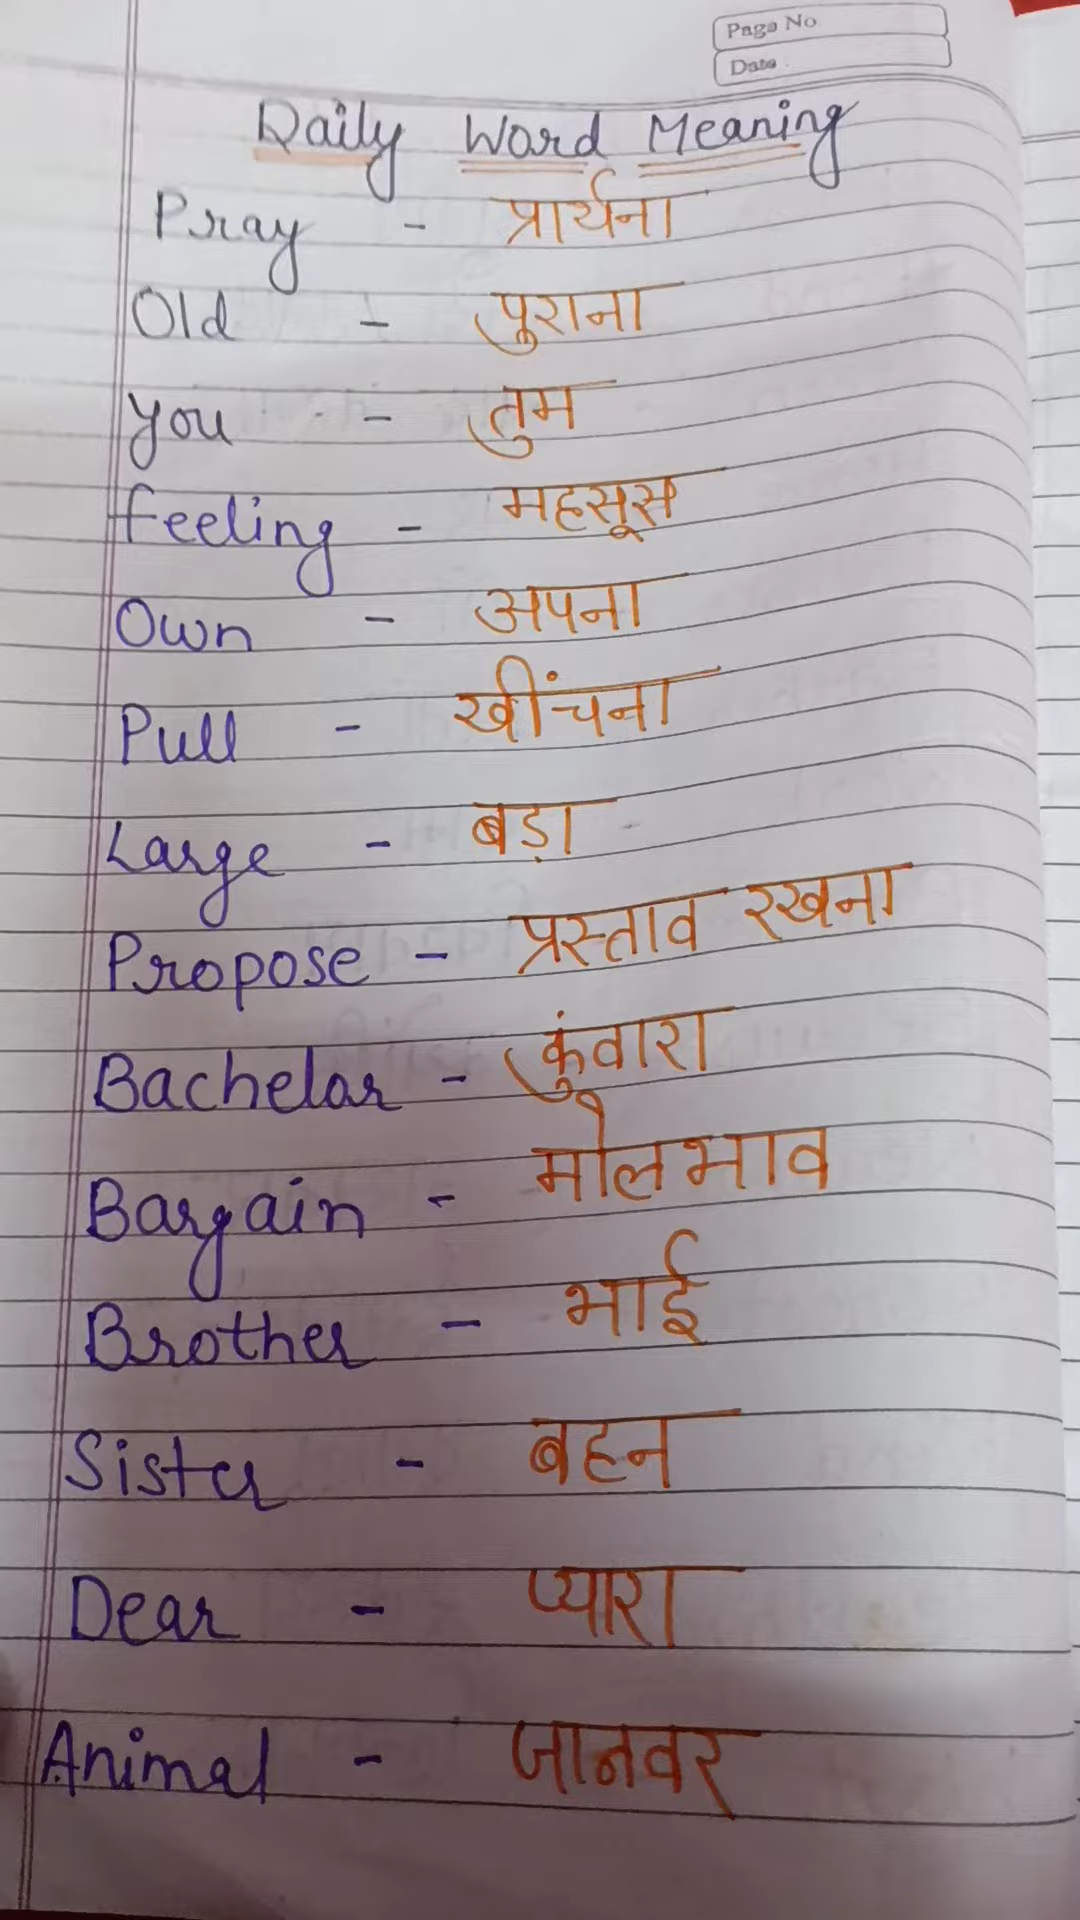 Page No
Date
Daily Word Meaning
Pray - प्रार्थना
Old - पुराना
you - तुम
feeling - महसूस
Own - अपना
Pull - खींचना
Large - बड़ा
Propose - प्रस्ताव रखना
Bachelar - कुंवारा
Bargain - मोलभाव
Brother - भाई
Sister - बहन
Dear - प्यारा
Animal - जानवर